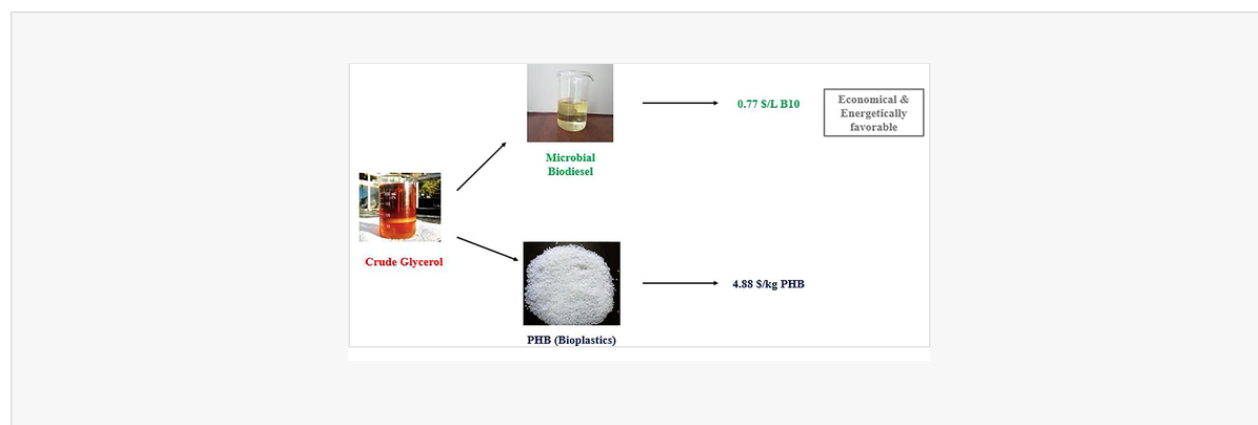 0.77 $/L B10
Economical &
Energetically
favorable
Microbial
Biodiesel
Crude Glycerol
4.88 $/kg PHB
PHB (Bioplastics)